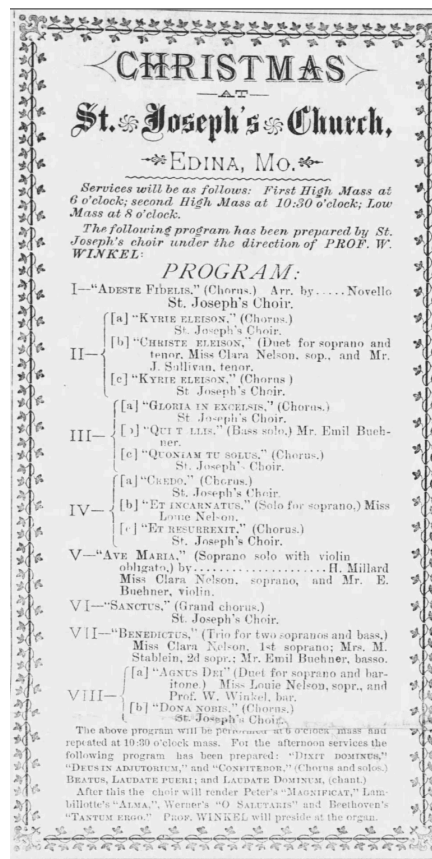 CHRISTMAS
—AT—
St. Joseph's Church,
EDINA, MO.
Services will be as follows: First High Mass at
6 o'clock; second High Mass at 10:30 o'clock; Low
Mass at 8 o'clock.
The following program has been prepared by St.
Joseph's choir under the direction of PROF. W.
WINKEL:
PROGRAM:
I—"ADESTE FIDELIS," (Chorus.) Arr. by.....Novello
St. Joseph's Choir.
II—
[a] "KYRIE ELEISON," (Chorus.)
St. Joseph's Choir.
[b] "CHRISTE ELEISON," (Duet for soprano and
tenor, Miss Clara Nelson, sop., and Mr.
J. Sullivan, tenor.
[c] "KYRIE ELEISON," (Chorus )
St Joseph's Choir.
III—
[a] "GLORIA IN EXCELSIS," (Chorus.)
St. Joseph's Choir.
[b] "QUI T LLIS," (Bass solo,) Mr. Emil Bueh-
ner.
[c] "QUONIAM TU SOLUS," (Chorus.)
St. Joseph's Choir.
IV—
[a] "CREDO," (Chorus.)
St. Joseph's Choir.
[b] "ET INCARNATUS," (Solo for soprano,) Miss
Louie Nelson.
[c] "ET RESURREXIT," (Chorus.)
St. Joseph's Choir.
V—"AVE MARIA," (Soprano solo with violin
obligato,) by......................H. Millard
Miss Clara Nelson, soprano, and Mr. E.
Buehner, violin.
VI—"SANCTUS," (Grand chorus.)
St. Joseph's Choir.
VII—"BENEDICTUS," (Trio for two sopranos and bass,)
Miss Clara Nelson, 1st soprano; Mrs. M.
Stablein, 2d sopr.; Mr. Emil Buehner, basso.
VIII—
[a] "AGNUS DEI" (Duet for soprano and bar-
itone.) Miss Louie Nelson, sopr., and
Prof. W. Winkel, bar.
[b] "DONA NOBIS," (Chorus.)
St. Joseph's Choir.
The above program will be performed at 6 o'clock mass and
repeated at 10:30 o'clock mass. For the afternoon services the
following program has been prepared: "DIXIT DOMINUS,"
"DEUS IN ADJUTORIUM," and "CONFITEBOR," (Chorus and solos.)
BEATUS, LAUDATE PUERI; and LAUDATE DOMINUM, (chant.)
After this the choir will render Peter's "MAGNIFICAT," Lam-
billotte's "ALMA,", Werner's "O SALUTARIS" and Beethoven's
"TANTUM ERGO." PROF. WINKEL will preside at the organ.